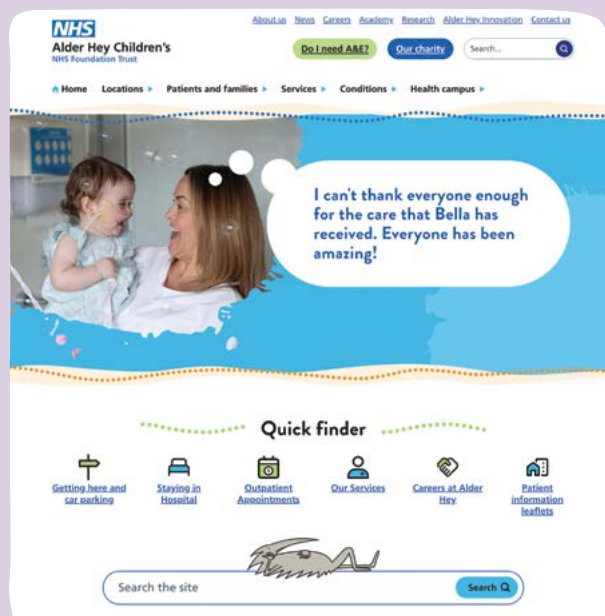 About us News Careers Academy Research Alder Hey Innovation Contact us
NHS
Alder Hey Children's
NHS Foundation Trust
Do I need A&E? Our charity Search...
Home Locations Patients and families Services Conditions Health campus
I can't thank everyone enough
for the care that Bella has
received. Everyone has been
amazing!
Quick finder
Getting here and
car parking
Staying in
Hospital
Outpatient
Appointments
Our Services
Careers at Alder
Hey
Patient
information
leaflets
Search the site Search